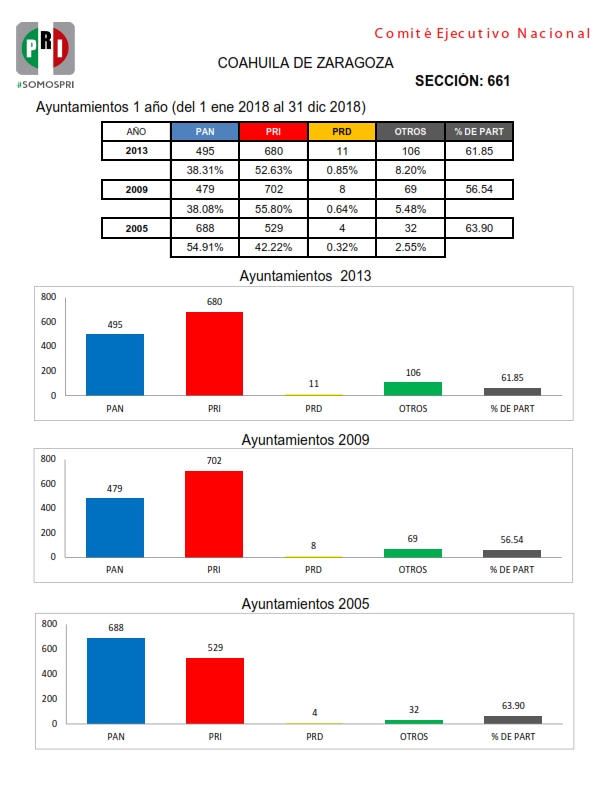 Comité Ejecutivo Nacional
PRI
#SOMOSPRI
COAHUILA DE ZARAGOZA
SECCIÓN: 661
Ayuntamientos 1 año (del 1 ene 2018 al 31 dic 2018)
AÑO PAN PRI PRD OTROS % DE PART
2013 495 680 11 106 61.85
38.31% 52.63% 0.85% 8.20%
2009 479 702 8 69 56.54
38.08% 55.80% 0.64% 5.48%
2005 688 529 4 32 63.90
54.91% 42.22% 0.32% 2.55%
Ayuntamientos 2013
800
600
400
200
0
495 680 11 106 61.85
PAN PRI PRD OTROS % DE PART
Ayuntamientos 2009
800
600
400
200
0
479 702 8 69 56.54
PAN PRI PRD OTROS % DE PART
Ayuntamientos 2005
800
600
400
200
0
688 529 4 32 63.90
PAN PRI PRD OTROS % DE PART